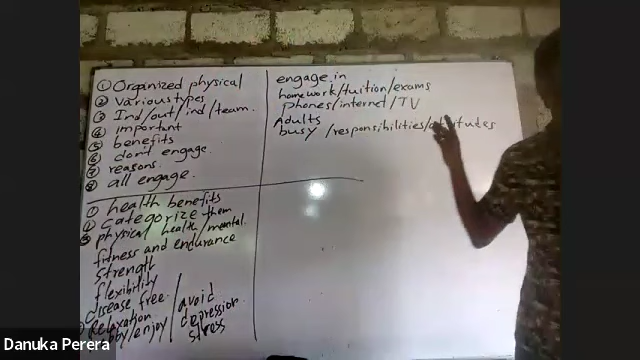 ① Organized physical
② various types
③ Ind/out/ind/team.
④ important
⑤ benefits
⑥ don't engage.
⑦ reasons.
⑧ all engage.
① health benefits
② categorize them
③ physical health/mental.
fitness and endurance
strength
flexibility
disease free.
Relaxation
/enjoy
avoid
depression
stress
engage in
homework/tuition/exams
phones/internet/TV
Adults
busy /responsibilities/attitudes
Danuka Perera